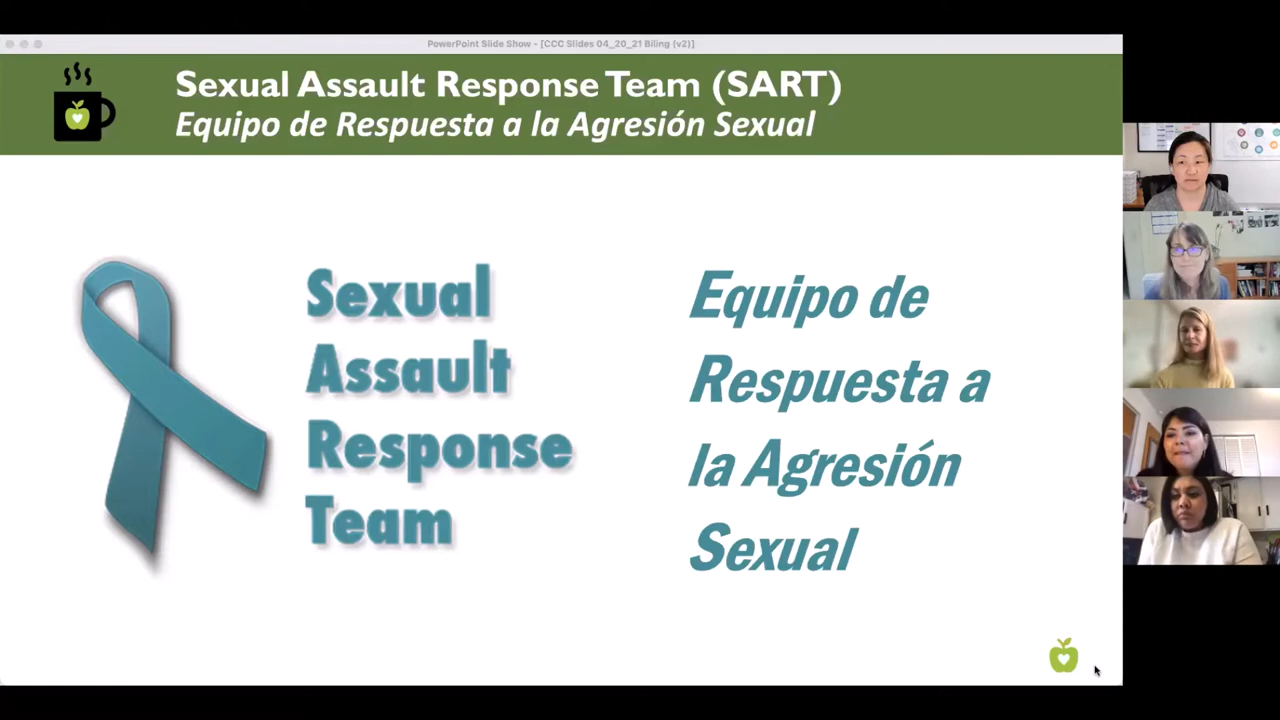 PowerPoint Slide Show - [CCC Slides 04_20_21 Biling (v2)]
Sexual Assault Response Team (SART)
Equipo de Respuesta a la Agresión Sexual
Sexual
Assault
Response
Team
Equipo de
Respuesta a
la Agresión
Sexual